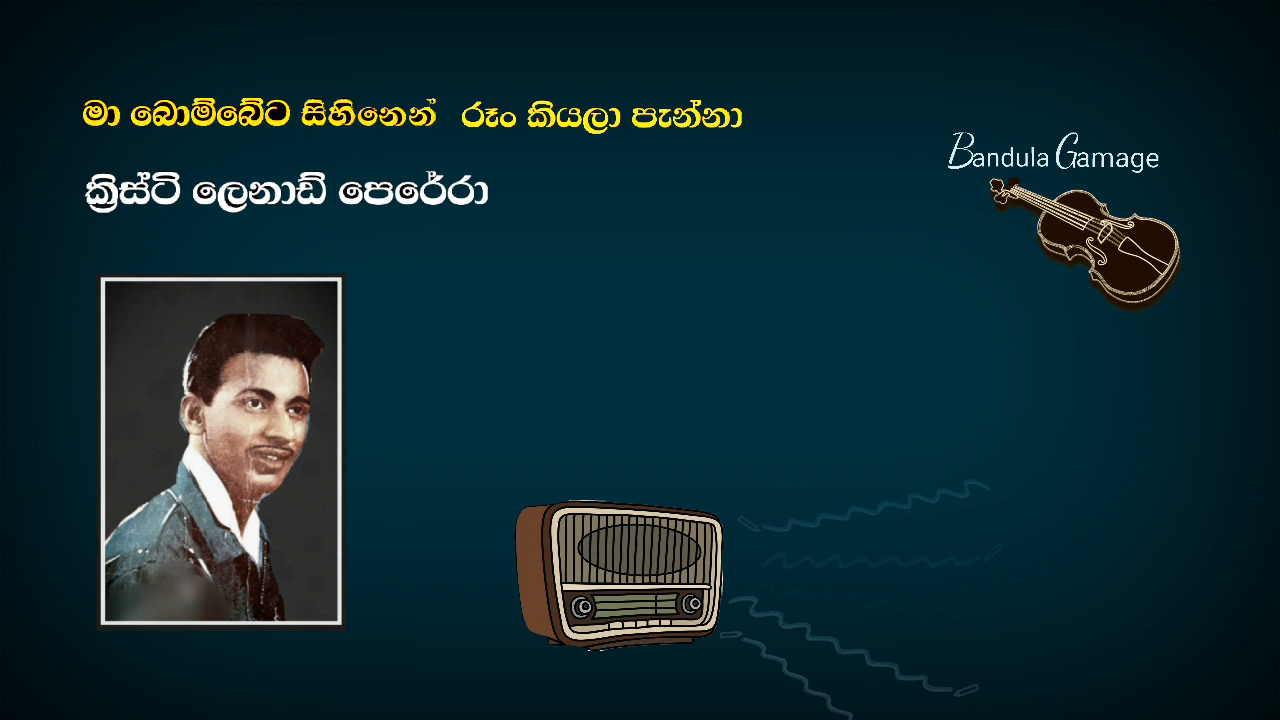 මා බොම්බේට සිහිනෙන් රූං කියලා පැන්නා
ක්‍රිස්ටි ලෙනාඩ් පෙරේරා
Bandula Gamage